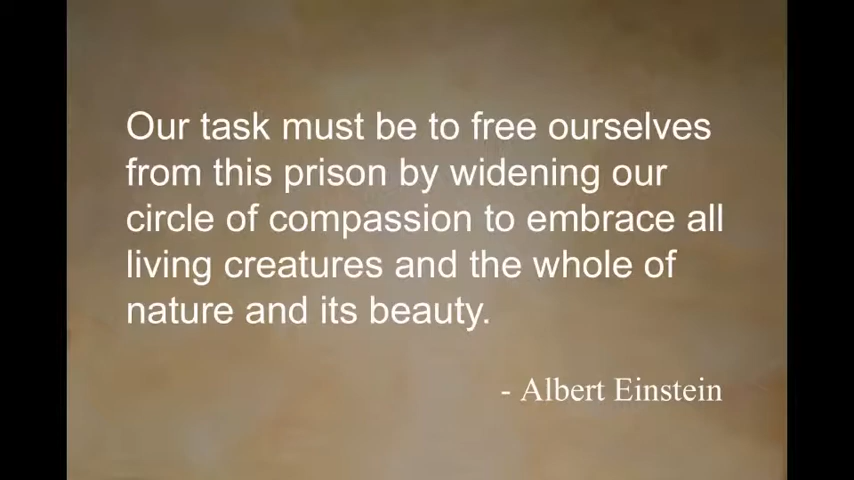 Our task must be to free ourselves
from this prison by widening our
circle of compassion to embrace all
living creatures and the whole of
nature and its beauty.
- Albert Einstein